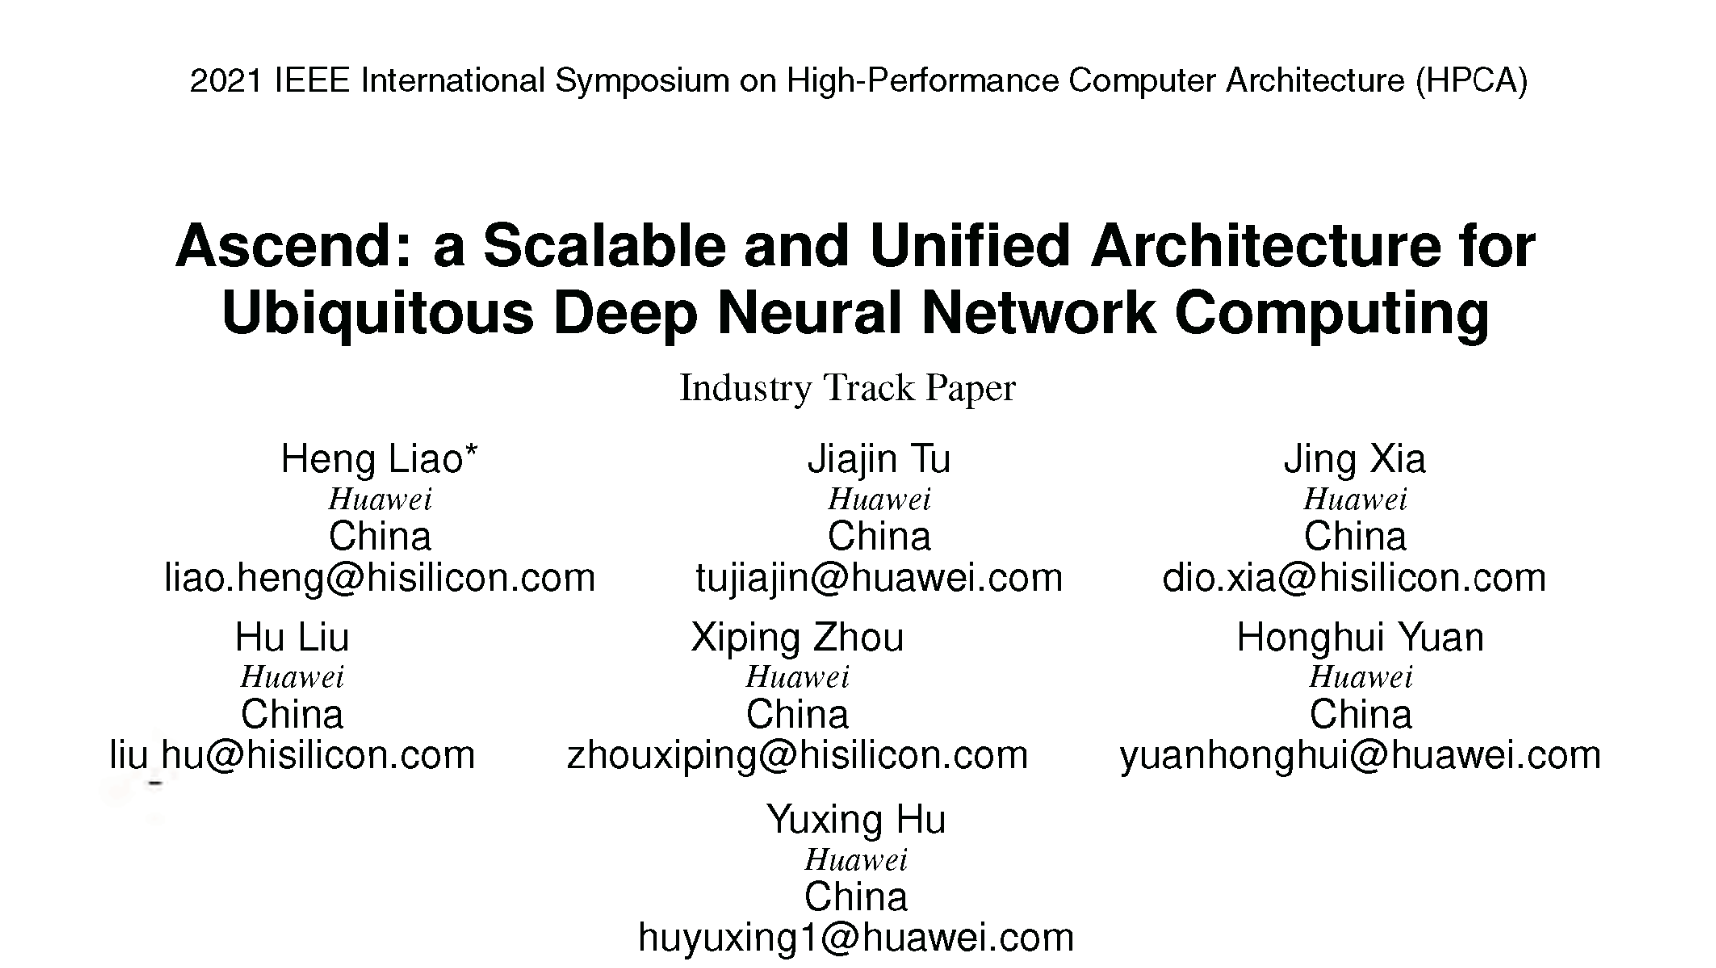 2021 IEEE International Symposium on High-Performance Computer Architecture (HPCA)
Ascend: a Scalable and Unified Architecture for
Ubiquitous Deep Neural Network Computing
Industry Track Paper
Heng Liao* Jiajin Tu Jing Xia
Huawei Huawei Huawei
China China China
liao.heng@hisilicon.com tujiajin@huawei.com dio.xia@hisilicon.com
Hu Liu Xiping Zhou Honghui Yuan
Huawei Huawei Huawei
China China China
liu_hu@hisilicon.com zhouxiping@hisilicon.com yuanhonghui@huawei.com
Yuxing Hu
Huawei
China
huyuxing1@huawei.com